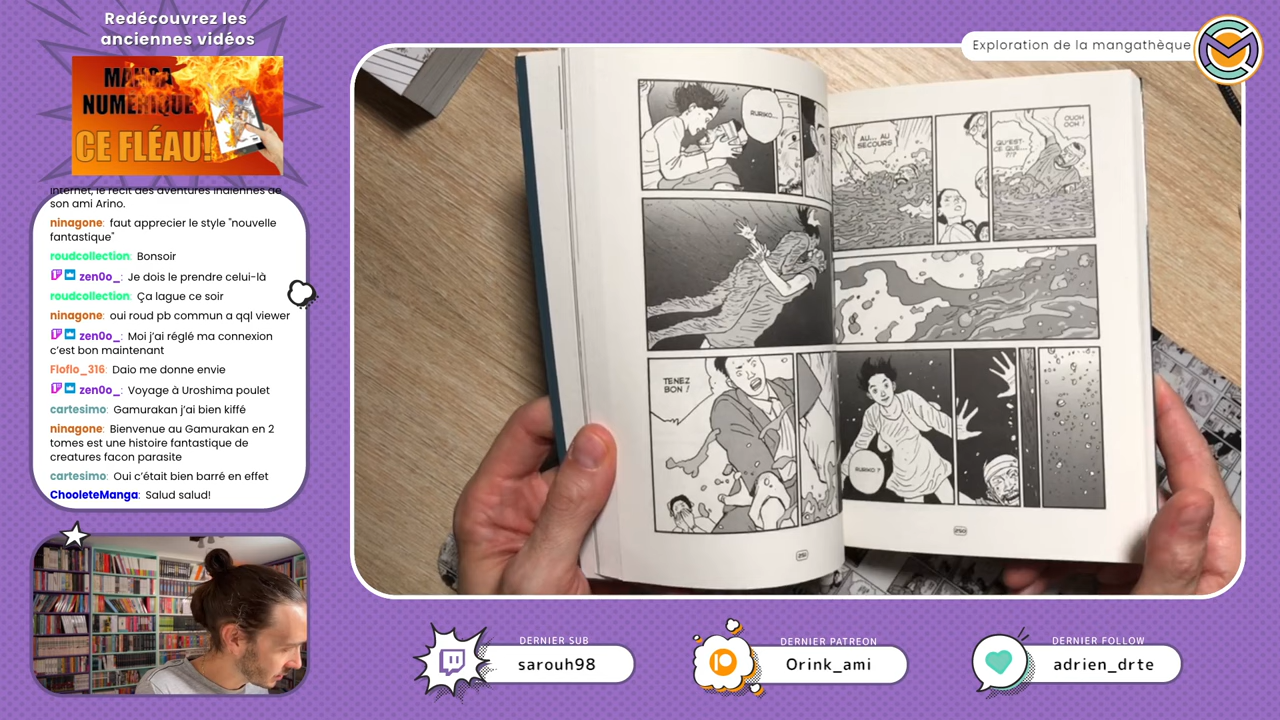 Redécouvrez les
anciennes vidéos
MANGA
NUMÉRIQUE
CE FLÉAU!
internet, le récit des aventures indiennes de
son ami Arino.
ninagone: faut apprecier le style "nouvelle
fantastique"
roudcollection: Bonsoir
zen0o_: Je dois le prendre celui-là
roudcollection: Ça lague ce soir
ninagone: oui roud pb commun a qql viewer
zen0o_: Moi j'ai réglé ma connexion
c'est bon maintenant
Floflo_316: Daio me donne envie
zen0o_: Voyage à Uroshima poulet
cartesimo: Gamurakan j'ai bien kiffé
ninagone: Bienvenue au Gamurakan en 2
tomes est une histoire fantastique de
creatures facon parasite
cartesimo: Oui c'était bien barré en effet
ChooleteManga: Salud salud!
Exploration de la mangathèque
RURIKO...
TENEZ
BON !
AU... AU
SECOURS
QU'EST-
CE QUE...
???
OUOH
OOH !
RURIKO ?
251
250
DERNIER SUB
sarouh98
DERNIER PATREON
Orink_ami
DERNIER FOLLOW
adrien_drte